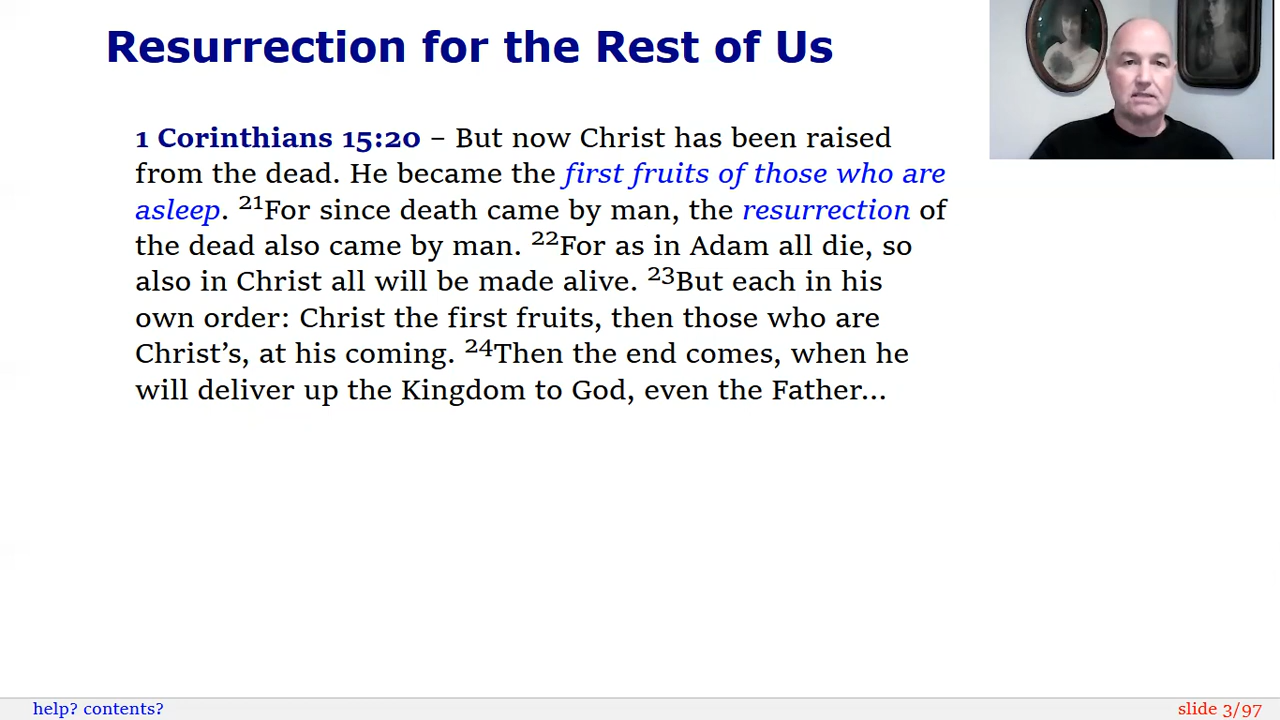 Resurrection for the Rest of Us
1 Corinthians 15:20 – But now Christ has been raised
from the dead. He became the first fruits of those who are
asleep. ²¹For since death came by man, the resurrection of
the dead also came by man. ²²For as in Adam all die, so
also in Christ all will be made alive. ²³But each in his
own order: Christ the first fruits, then those who are
Christ’s, at his coming. ²⁴Then the end comes, when he
will deliver up the Kingdom to God, even the Father…
help? contents?
slide 3/97